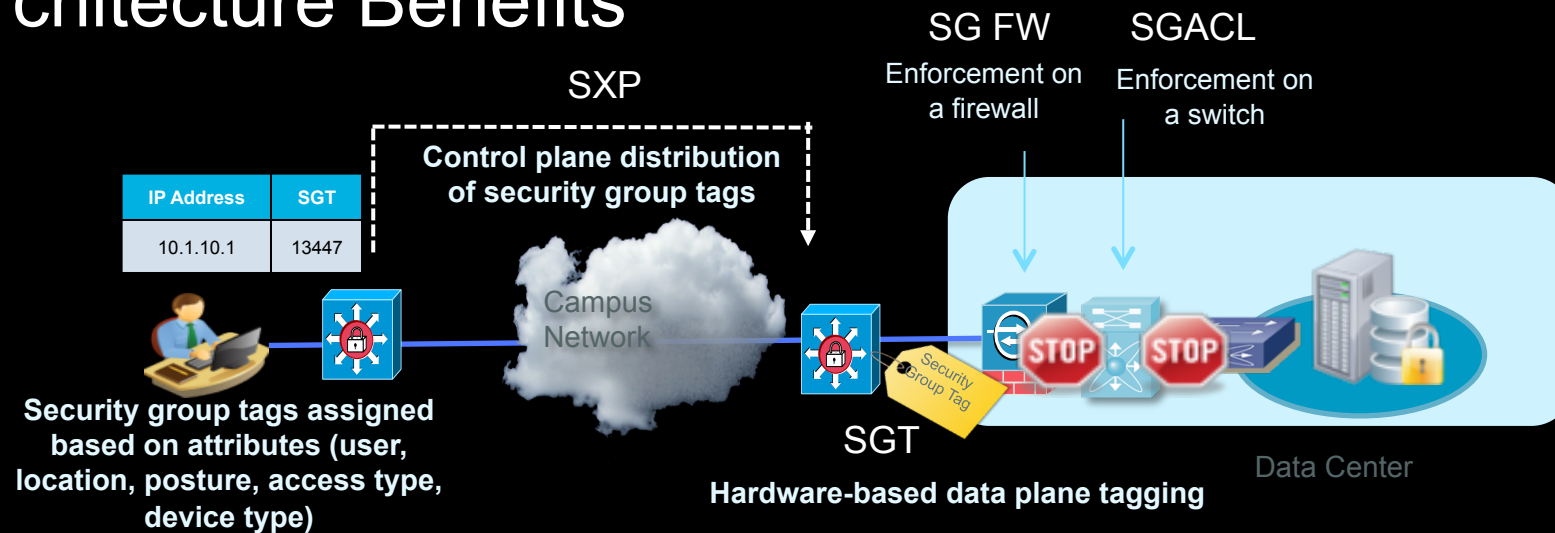 chitecture Benefits
SG FW
SGACL
Enforcement on
a firewall
Enforcement on
a switch
SXP
Control plane distribution
of security group tags
IP Address SGT
10.1.10.1 13447
Campus
Network
STOP
STOP
Security
Group Tag
Security group tags assigned
based on attributes (user,
location, posture, access type,
device type)
SGT
Hardware-based data plane tagging
Data Center